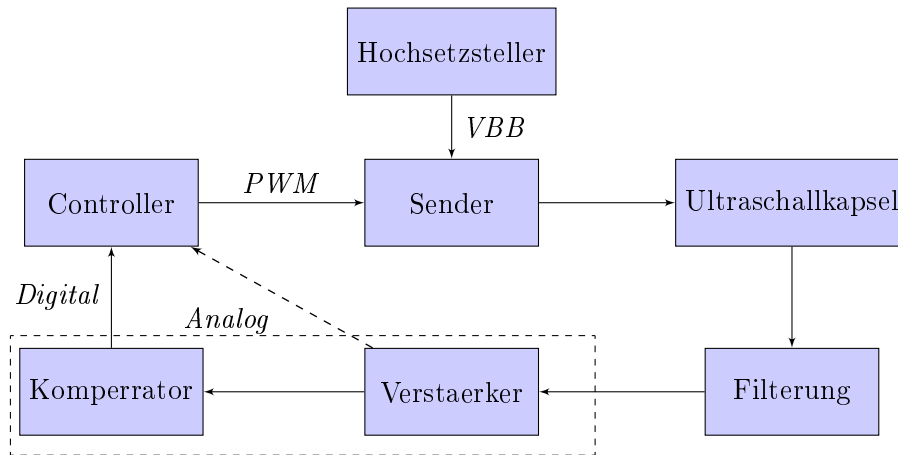 Hochsetzsteller
VBB
Controller
PWM
Sender
Ultraschallkapsel
Digital
Analog
Komperrator
Verstaerker
Filterung